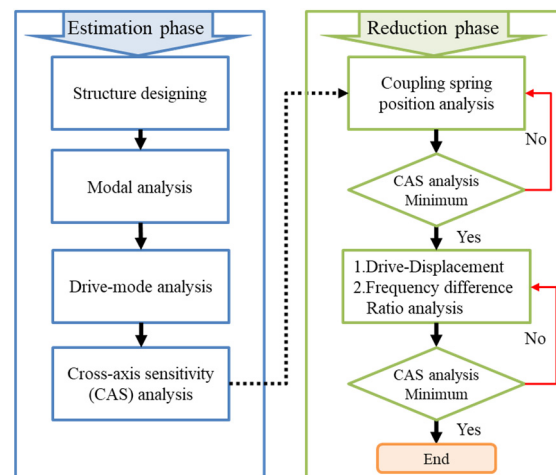 Estimation phase
Structure designing
Modal analysis
Drive-mode analysis
Cross-axis sensitivity
(CAS) analysis
Reduction phase
Coupling spring
position analysis
No
CAS analysis
Minimum
Yes
1.Drive-Displacement
2.Frequency difference
Ratio analysis
No
CAS analysis
Minimum
Yes
End